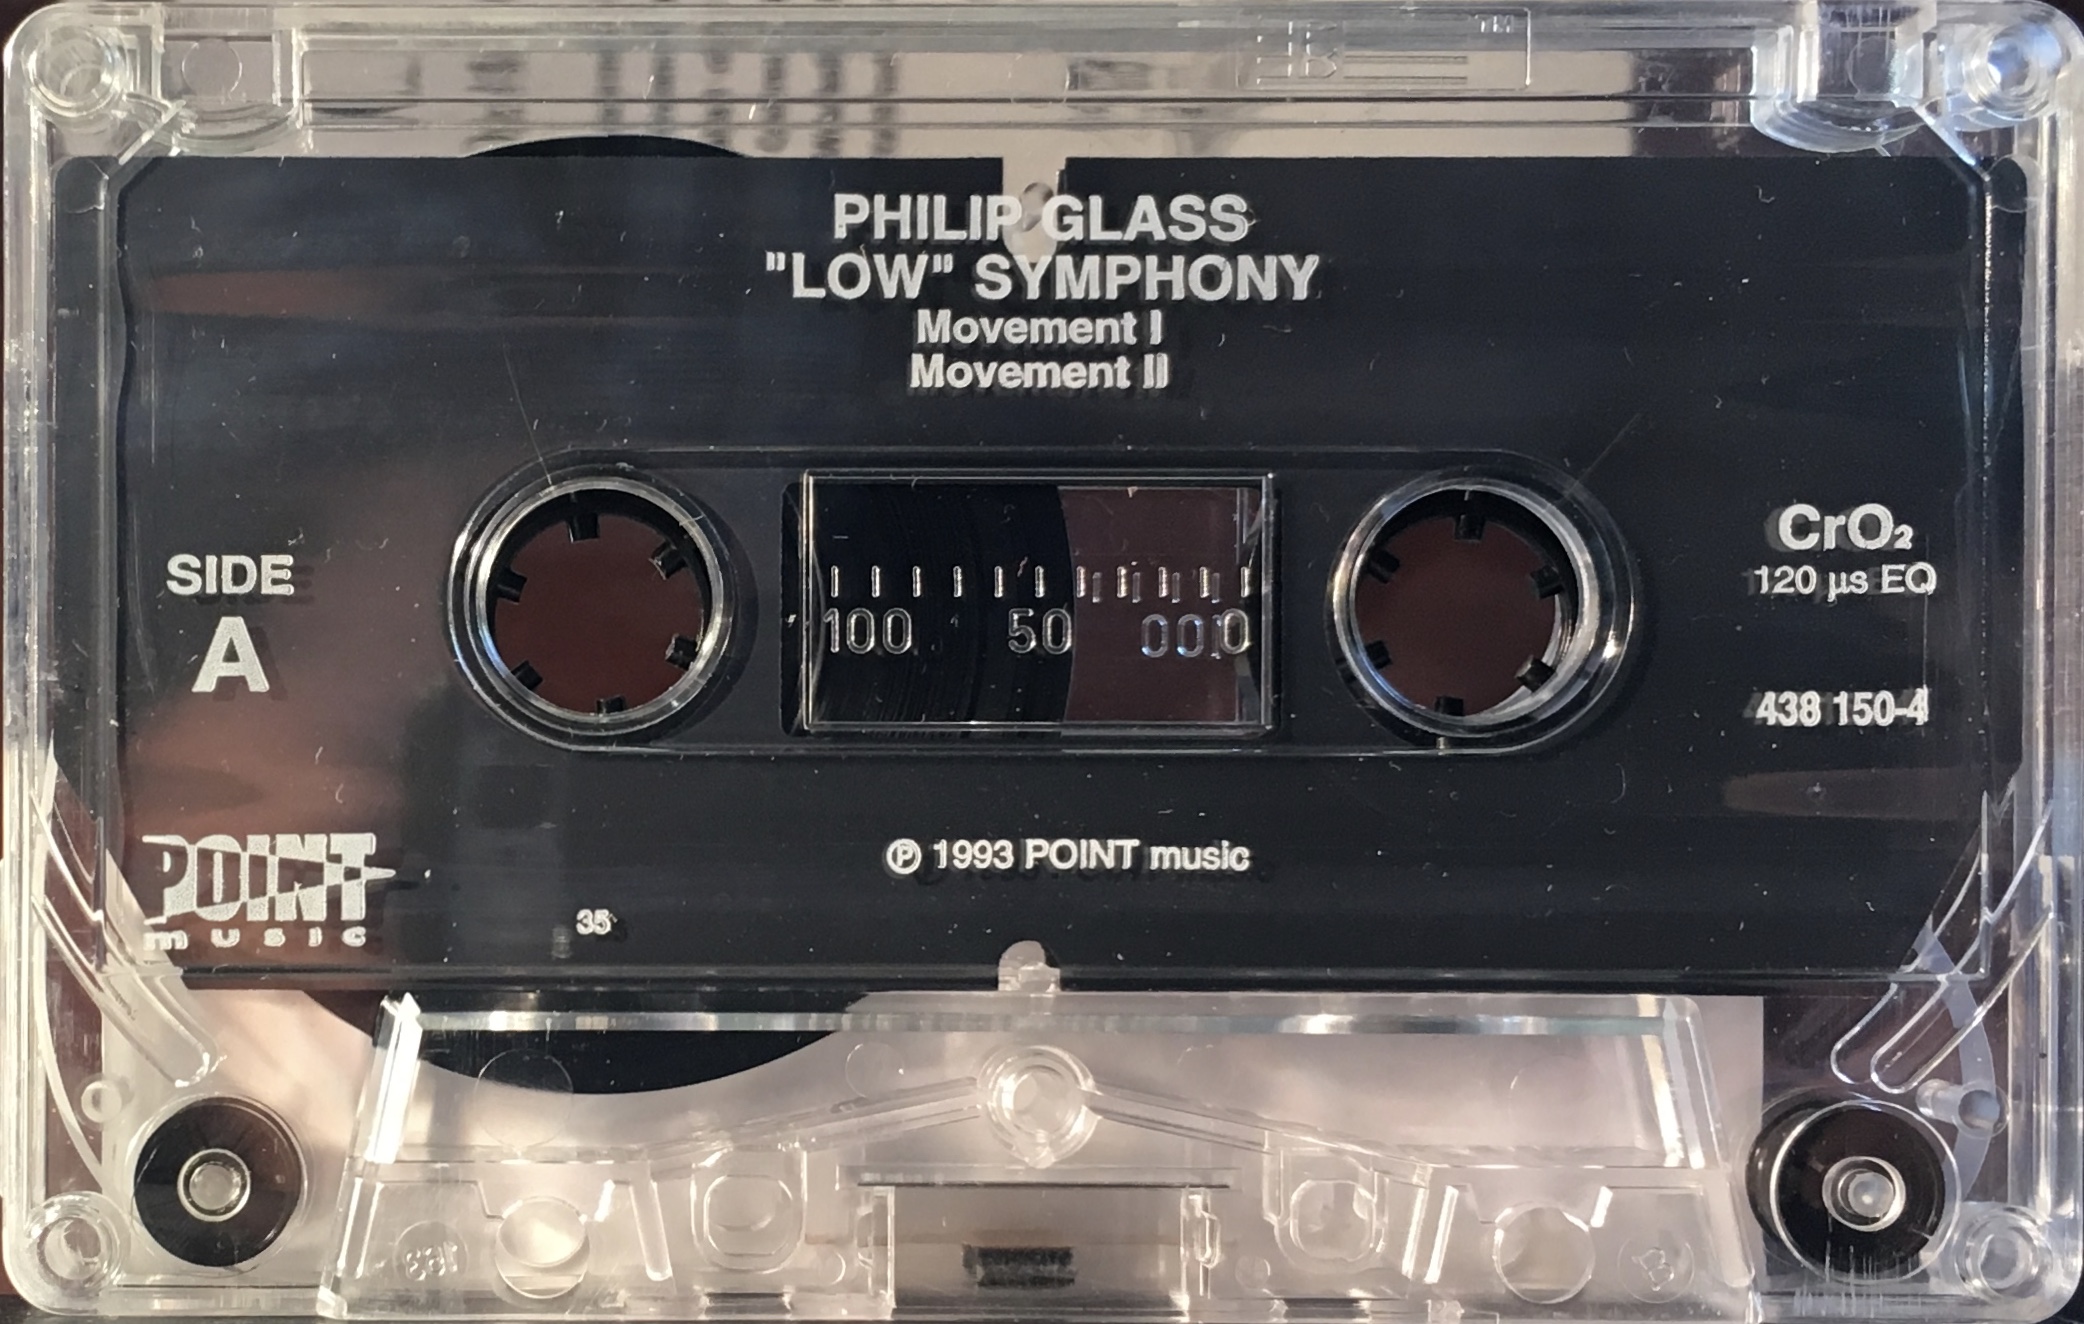 PHILIP GLASS
"LOW" SYMPHONY
Movement I
Movement II
SIDE
A
100 50 0
CrO₂
120 µs EQ
438 150-4
POINT
music
℗ 1993 POINT music
35